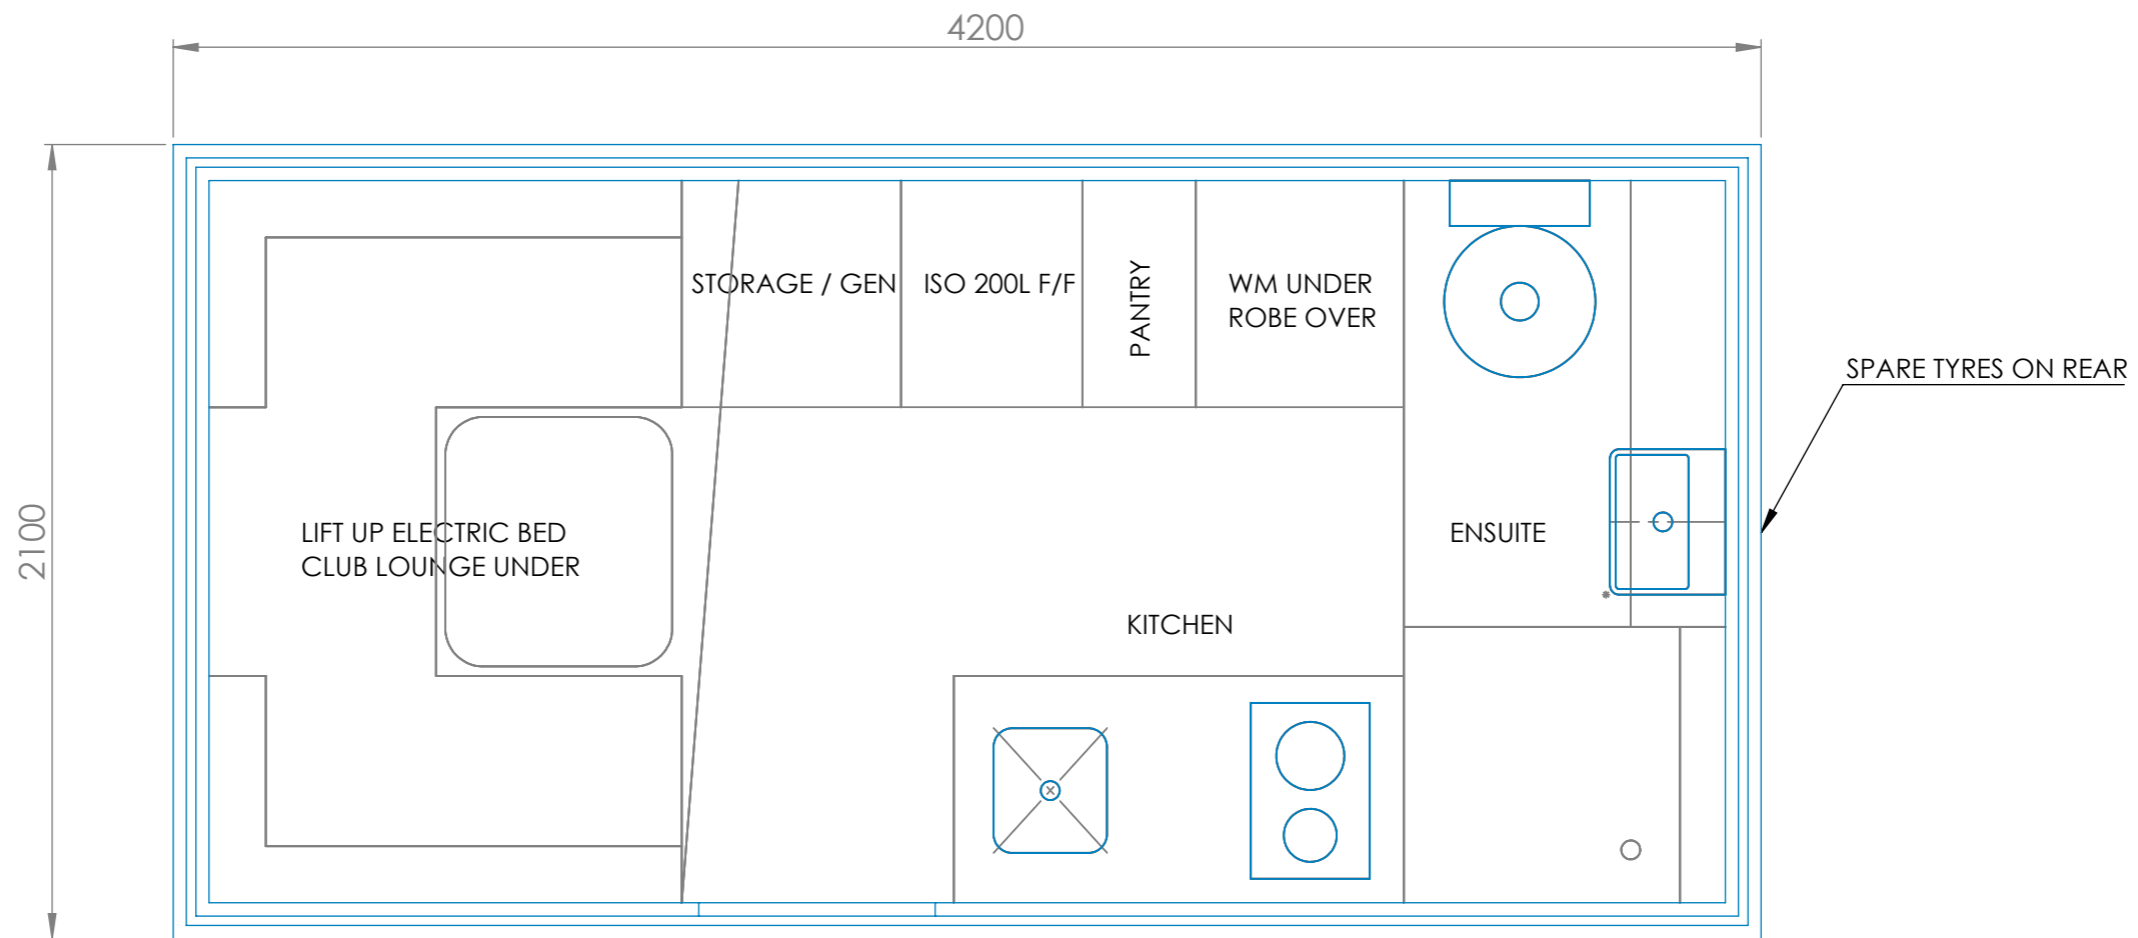 4200
STORAGE / GEN
ISO 200L F/F
PANTRY
WM UNDER
ROBE OVER
SPARE TYRES ON REAR
2100
LIFT UP ELECTRIC BED
CLUB LOUNGE UNDER
ENSUITE
KITCHEN